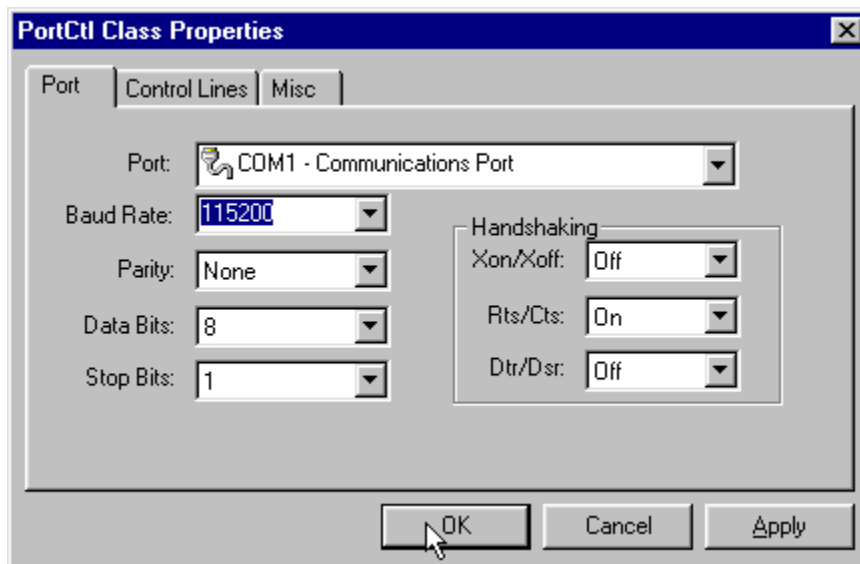 PortCtl Class Properties
Port Control Lines Misc
Port: COM1 - Communications Port
Baud Rate: 115200
Parity: None
Data Bits: 8
Stop Bits: 1
Handshaking
Xon/Xoff: Off
Rts/Cts: On
Dtr/Dsr: Off
OK Cancel Apply